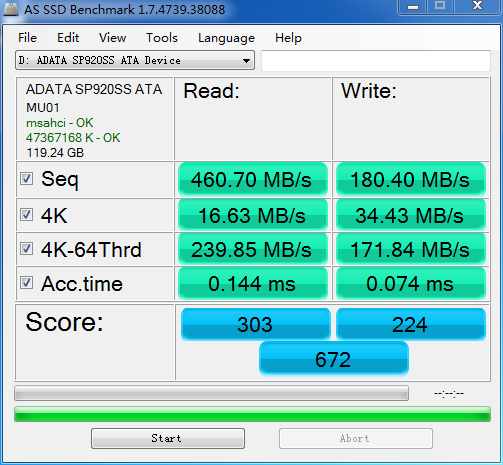 AS SSD Benchmark 1.7.4739.38088
File Edit View Tools Language Help
D: ADATA SP920SS ATA Device
ADATA SP920SS ATA
MU01
msahci - OK
47367168 K - OK
119.24 GB
Read: Write:
Seq 460.70 MB/s 180.40 MB/s
4K 16.63 MB/s 34.43 MB/s
4K-64Thrd 239.85 MB/s 171.84 MB/s
Acc.time 0.144 ms 0.074 ms
Score: 303 224
672
--:--:--
Start Abort